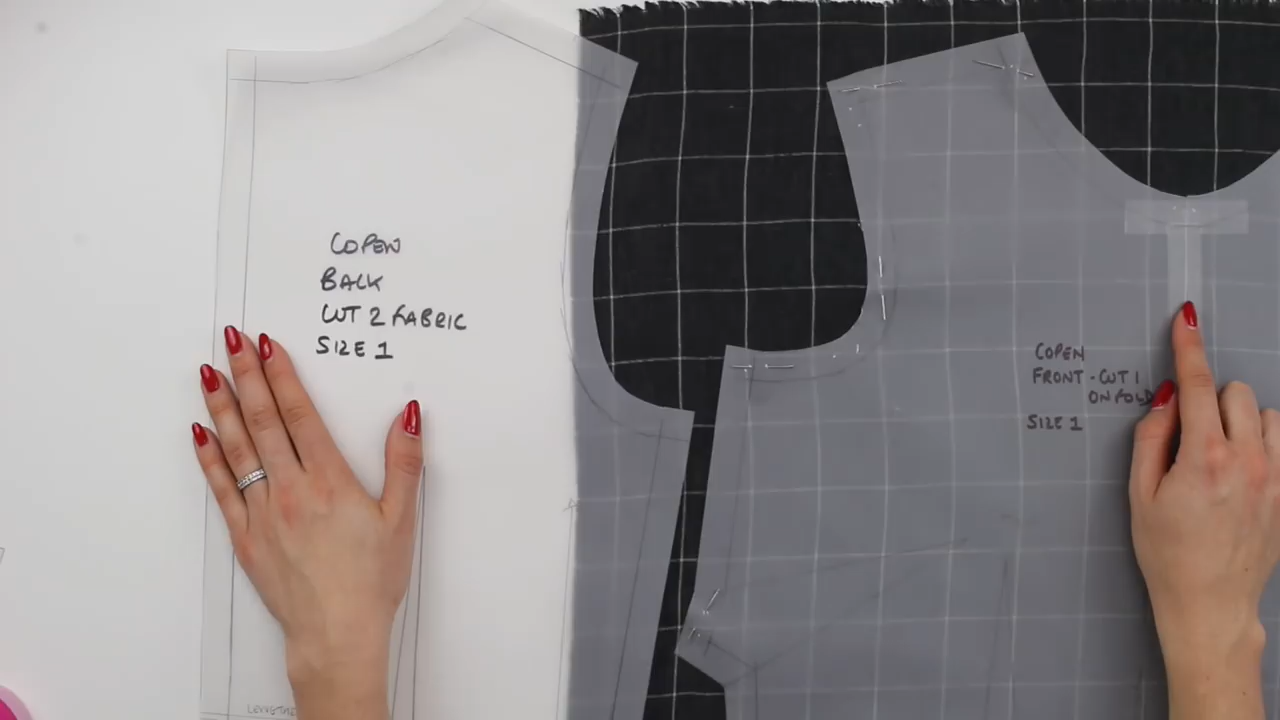 COPEN
BACK
CUT 2 FABRIC
SIZE 1
COPEN
FRONT - CUT 1
ON FOLD
SIZE 1